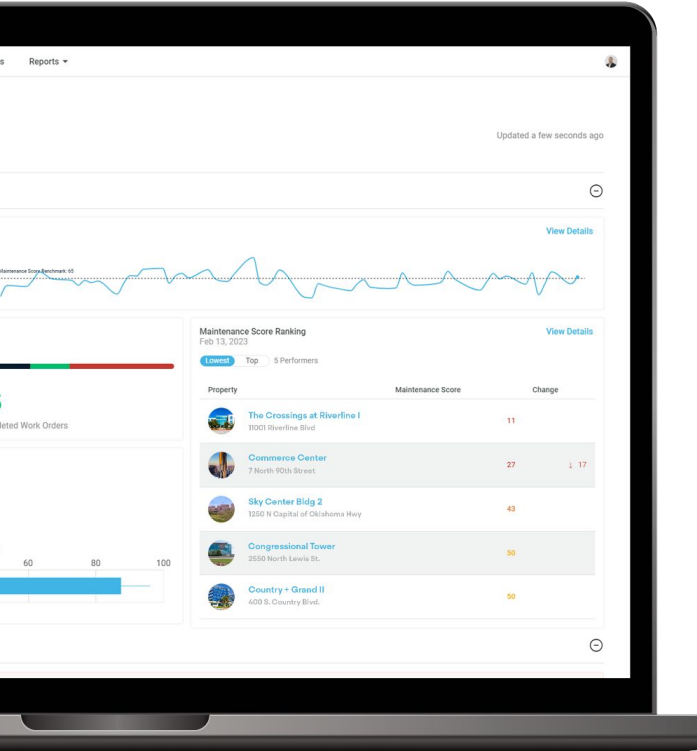 s Reports
Updated a few seconds ago
View Details
Maintenance Score Benchmark: 65
Maintenance Score Ranking
Feb 13, 2023
View Details
Lowest Top 5 Performers
Property Maintenance Score Change
The Crossings at Riverline I
11001 Riverline Blvd
11
Commerce Center
7 North 90th Street
27 ↓ 17
Sky Center Bldg 2
1250 N Capital of Oklahoma Hwy
43
Congressional Tower
2550 North Lewis St.
50
Country + Grand II
400 S. Country Blvd.
50
leted Work Orders
60 80 100